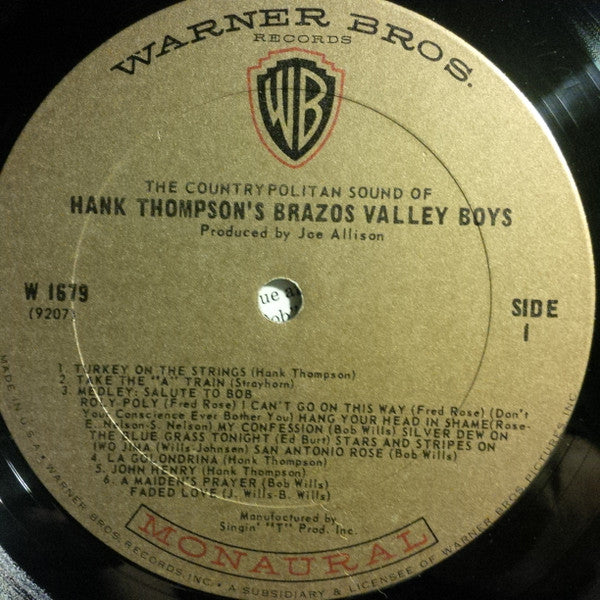 WARNER BROS.
RECORDS
WB
THE COUNTRYPOLITAN SOUND OF
HANK THOMPSON'S BRAZOS VALLEY BOYS
Produced by Joe Allison
W 1679
(9207)
ue a
ob"
SIDE
1
1. TURKEY ON THE STRINGS (Hank Thompson)
2. TAKE THE "A" TRAIN (Strayhorn)
3. MEDLEY: SALUTE TO BOB
ROLY POLY (Fred Rose) I CAN'T GO ON THIS WAY (Fred Rose) (Don't
Your Conscience Ever Bother You) HANG YOUR HEAD IN SHAME (Rose-
E. Nelson-S. Nelson) MY CONFESSION (Bob Wills) SILVER DEW ON
THE BLUE GRASS TONIGHT (Ed Burt) STARS AND STRIPES ON
IWO JIMA (Wills-Johnsen) SAN ANTONIO ROSE (Bob Wills)
4. LA GOLONDRINA (Hank Thompson)
5. JOHN HENRY (Hank Thompson)
6. A MAIDEN'S PRAYER (Bob Wills)
FADED LOVE (J. Wills-B. Wills)
Manufactured by
Singin' "T" Prod. Inc.
MONAURAL
MADE IN U.S.A. • WARNER BROS. RECORDS, INC. • A SUBSIDIARY & LICENSEE OF WARNER BROS. PICTURES INC.